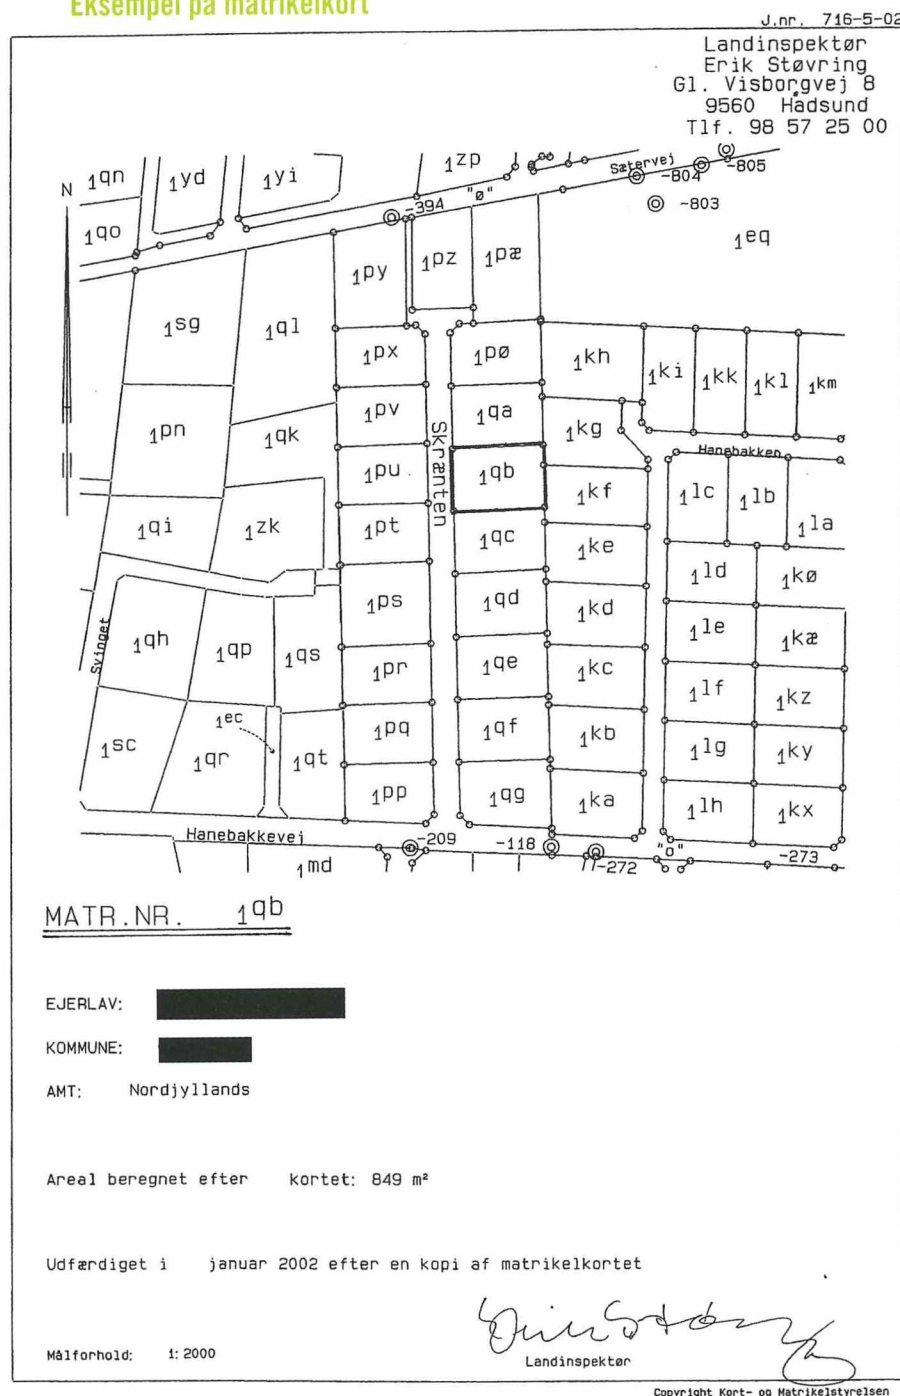 Eksempel på matrikelkort
J.nr. 716-5-02
Landinspektør
Erik Støvring
Gl. Visborgvej 8
9560 Hadsund
Tlf. 98 57 25 00
N
1qn
1yd
1yi
1zp
Sætervej
-804
-805
"ø"
-394
-803
1qo
1eq
1py
1pz
1pæ
1sg
1ql
1px
1pø
1kh
1ki
1kk
1kl
1km
1pn
1qk
1pv
1qa
1kg
Hanebakken
Skrænten
1pu
1qb
1kf
1lc
1lb
1la
1qi
1zk
1pt
1qc
1ke
1ld
1kø
1ps
1qd
1kd
1le
1kæ
Svinget
1qh
1qp
1qs
1pr
1qe
1kc
1lf
1kz
1sc
1ec
1qr
1qt
1pq
1qf
1kb
1lg
1ky
1pp
1qg
1ka
1lh
1kx
Hanebakkevej
-209
-118
"a"
-273
1md
-272
MATR.NR. 1qb
EJERLAV:
KOMMUNE:
AMT: Nordjyllands
Areal beregnet efter kortet: 849 m²
Udfærdiget i januar 2002 efter en kopi af matrikelkortet
Målforhold: 1:2000
Landinspektør
Copyright Kort- og Matrikelstyrelsen